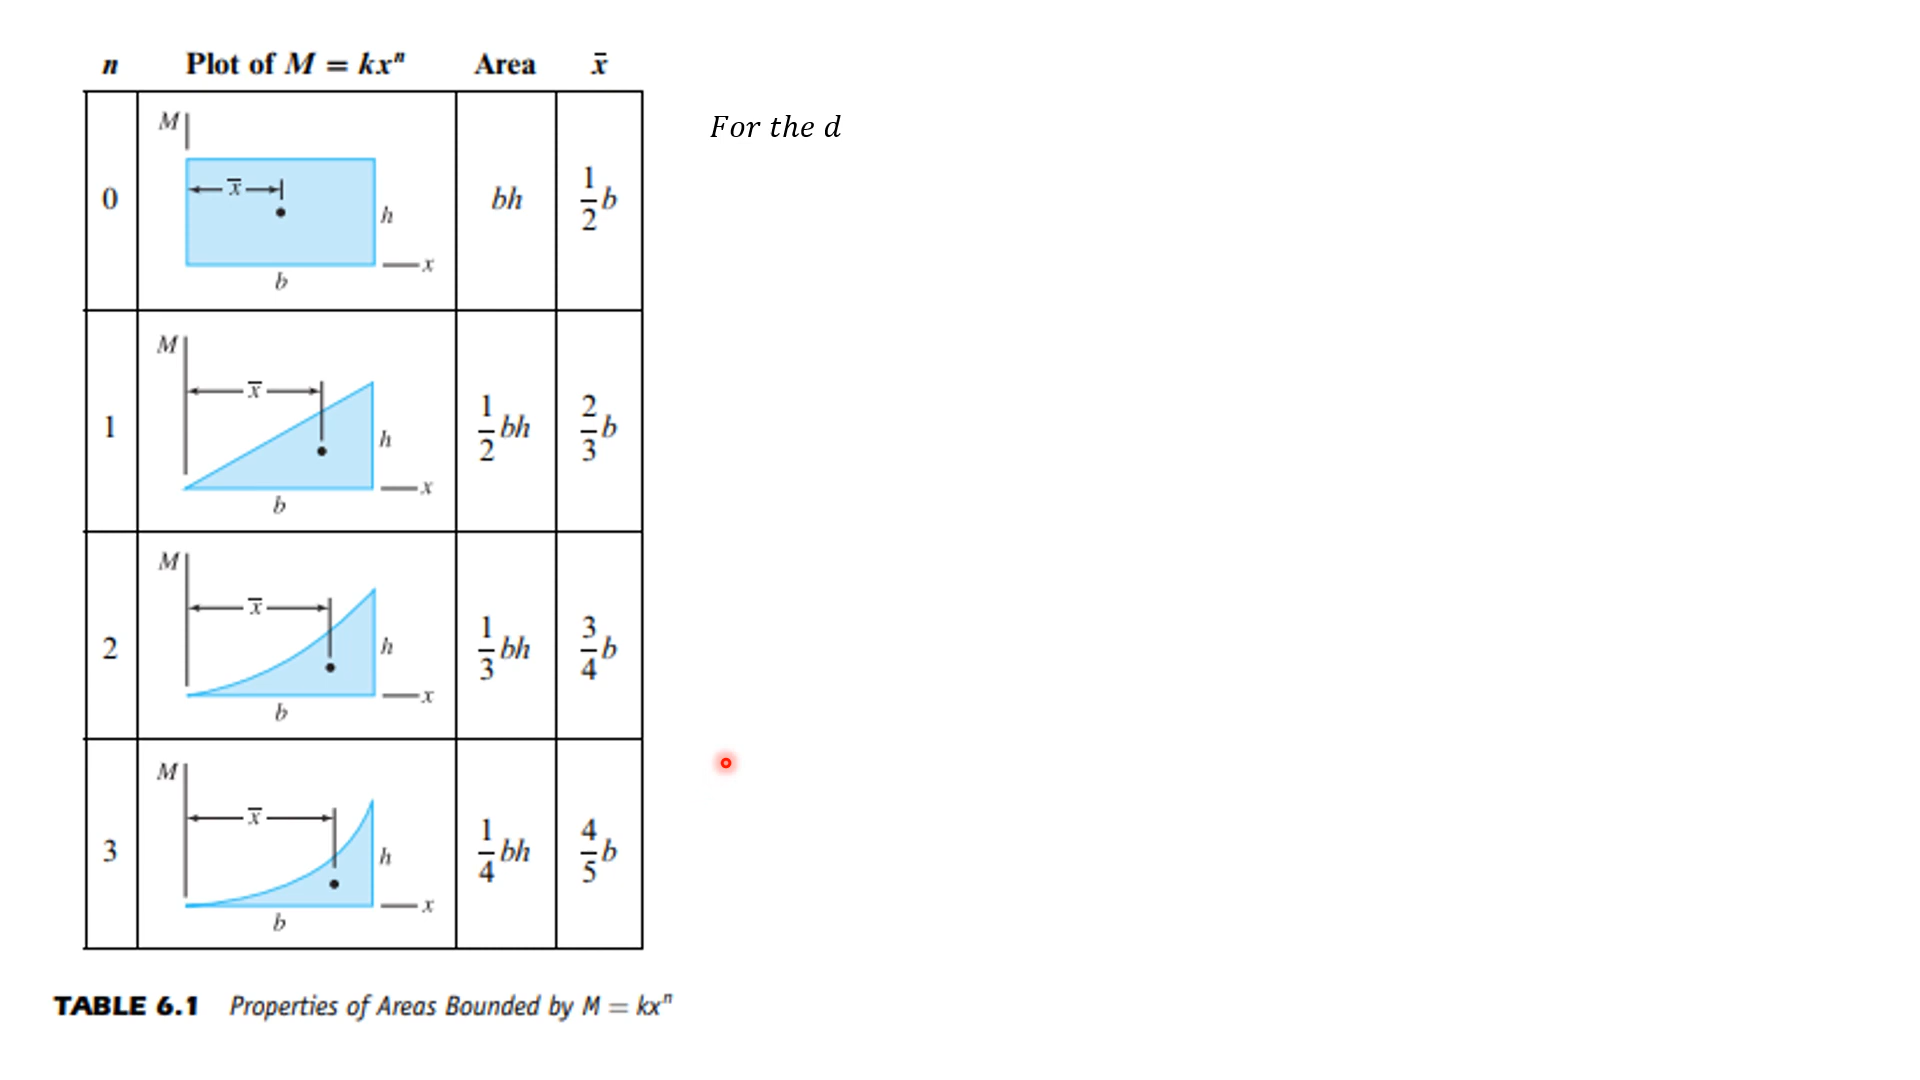 n Plot of M = kxⁿ Area x̄
For the d
M
0 x̄ h bh 1/2 b
x
b
M
x̄
1 h 1/2 bh 2/3 b
x
b
M
x̄
2 h 1/3 bh 3/4 b
x
b
M
x̄
3 h 1/4 bh 4/5 b
x
b
TABLE 6.1 Properties of Areas Bounded by M = kxⁿ